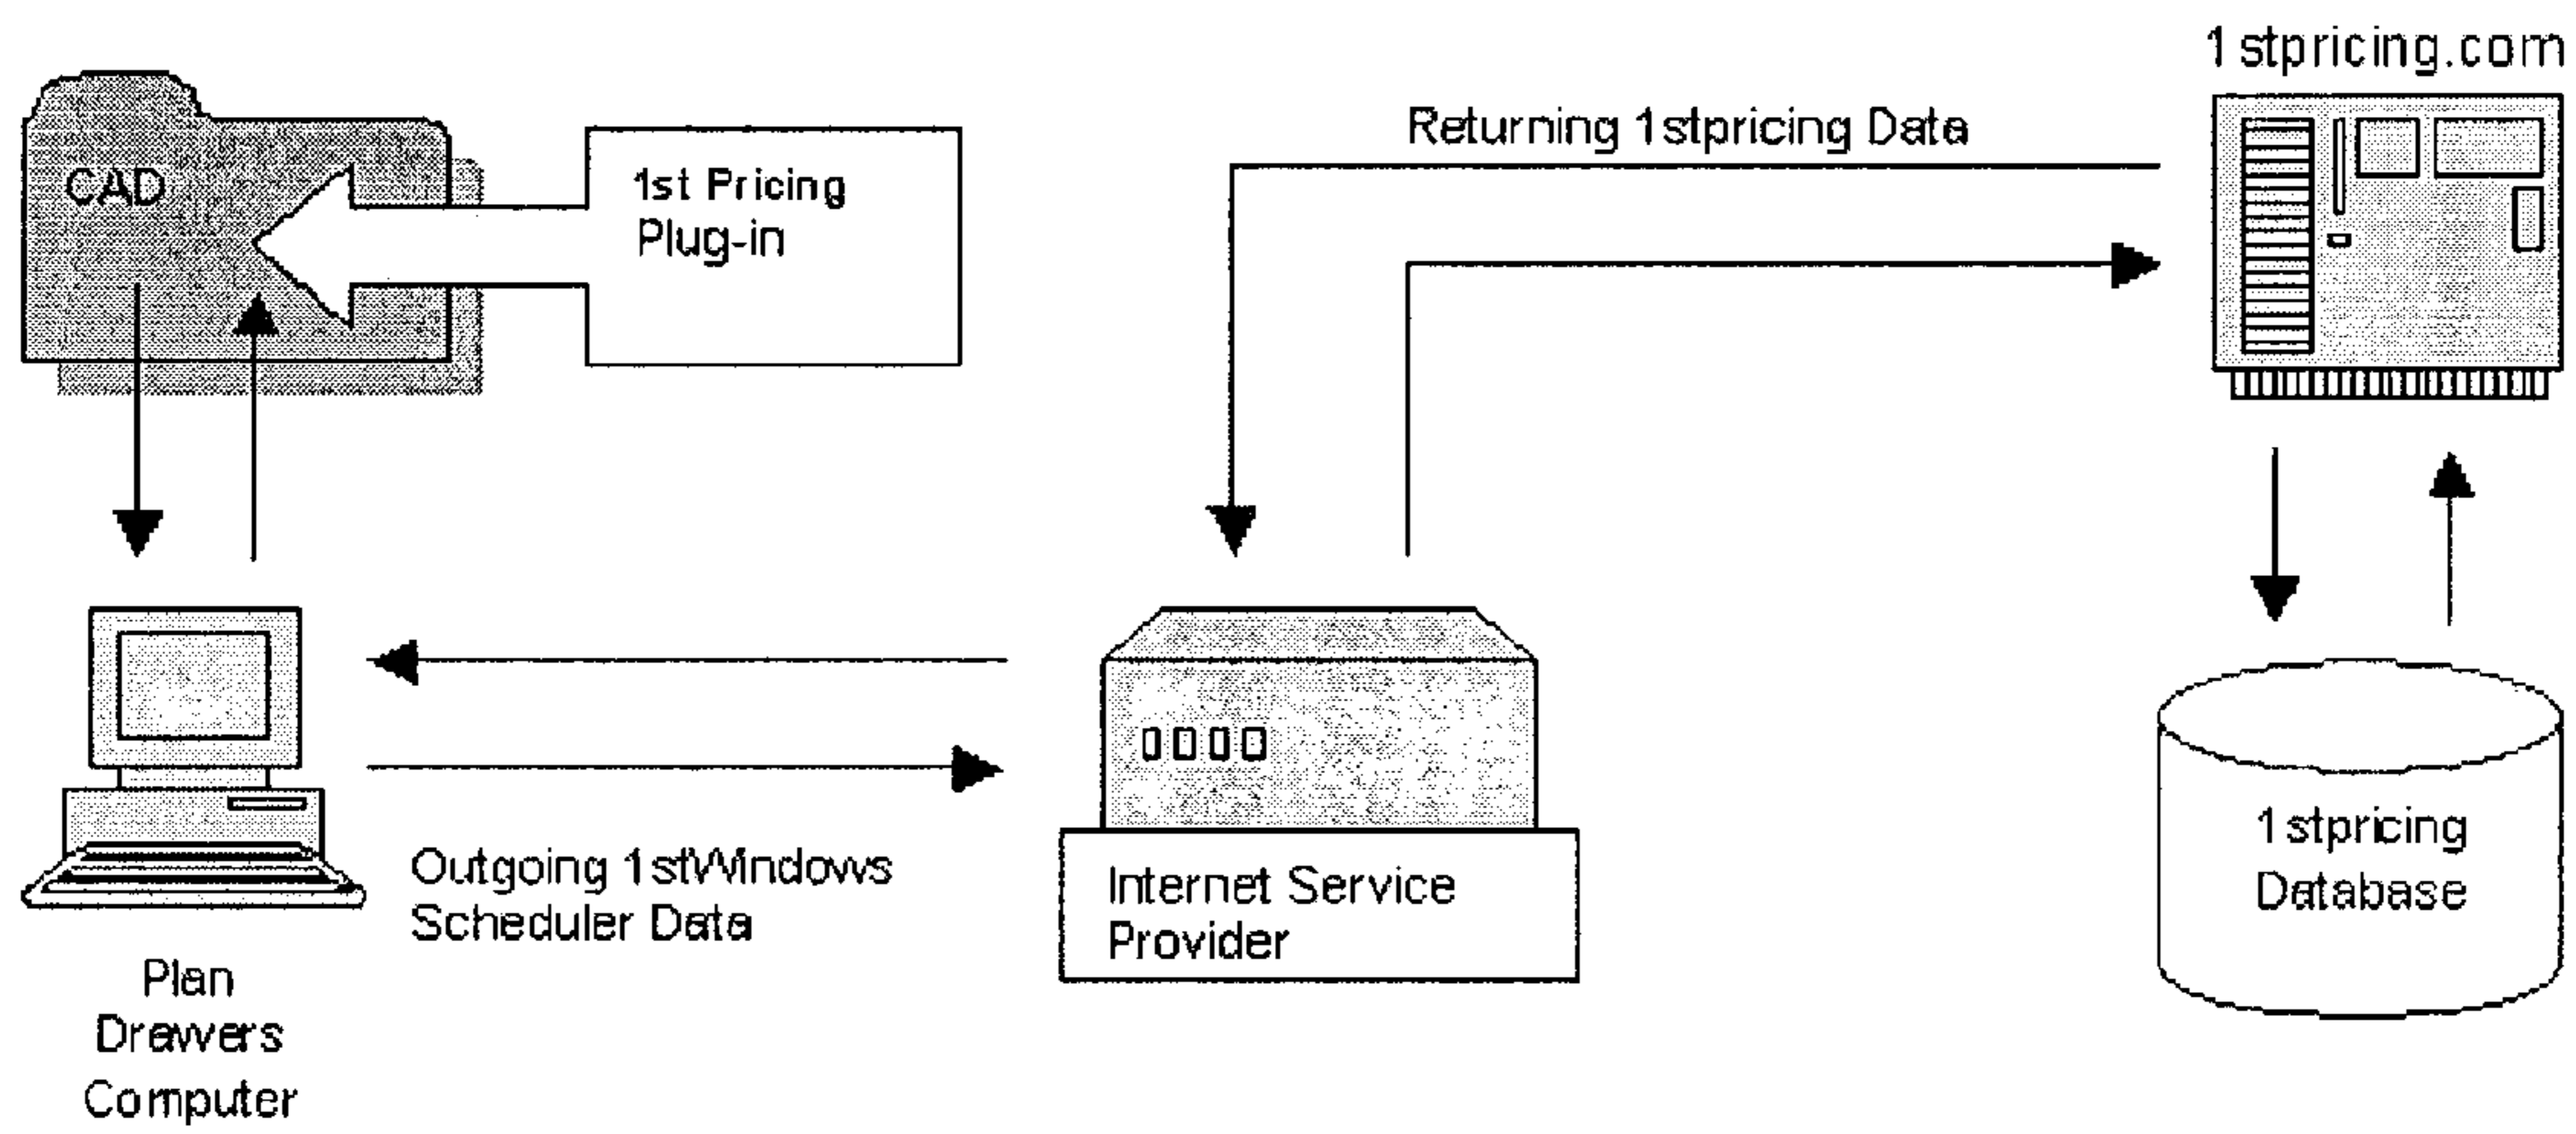 1stpricing.com
Returning 1stpricing Data
CAD
1st Pricing
Plug-in
Outgoing 1stWindows
Scheduler Data
Internet Service
Provider
1stpricing
Database
Plan
Drawers
Computer